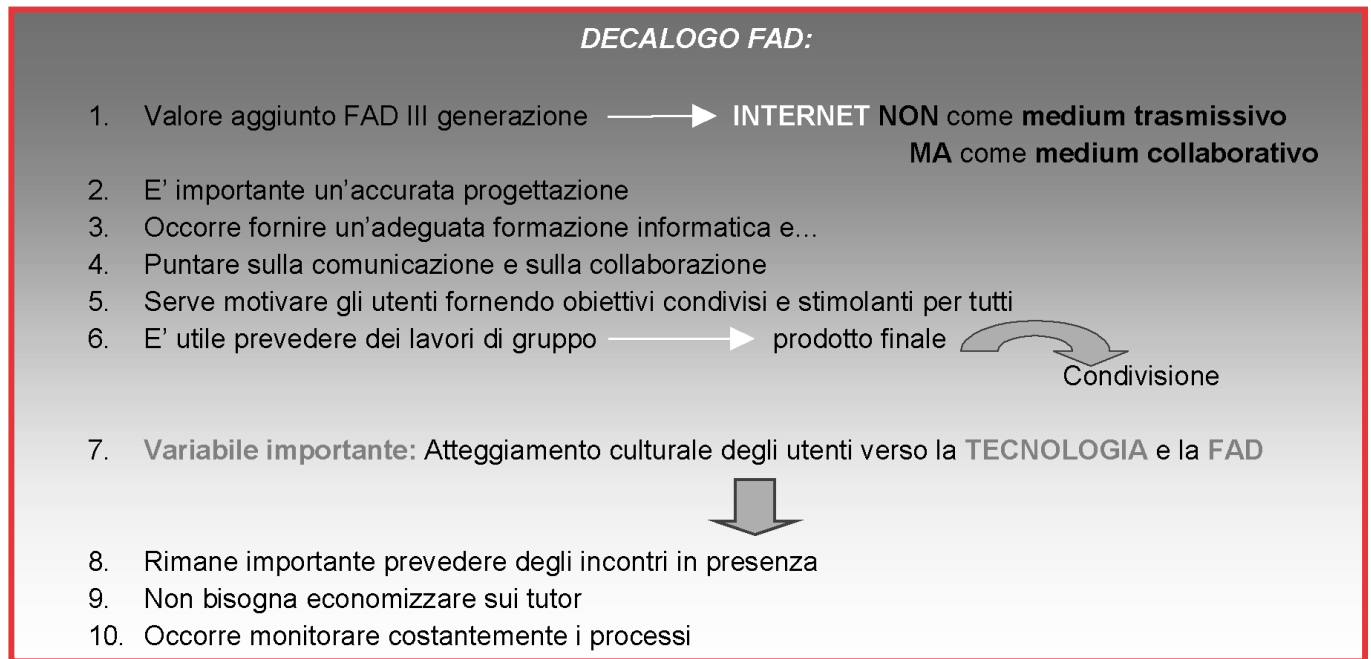 DECALOGO FAD:
1. Valore aggiunto FAD III generazione INTERNET NON come medium trasmissivo
MA come medium collaborativo
2. E’ importante un’accurata progettazione
3. Occorre fornire un’adeguata formazione informatica e…
4. Puntare sulla comunicazione e sulla collaborazione
5. Serve motivare gli utenti fornendo obiettivi condivisi e stimolanti per tutti
6. E’ utile prevedere dei lavori di gruppo prodotto finale
Condivisione
7. Variabile importante: Atteggiamento culturale degli utenti verso la TECNOLOGIA e la FAD
8. Rimane importante prevedere degli incontri in presenza
9. Non bisogna economizzare sui tutor
10. Occorre monitorare costantemente i processi